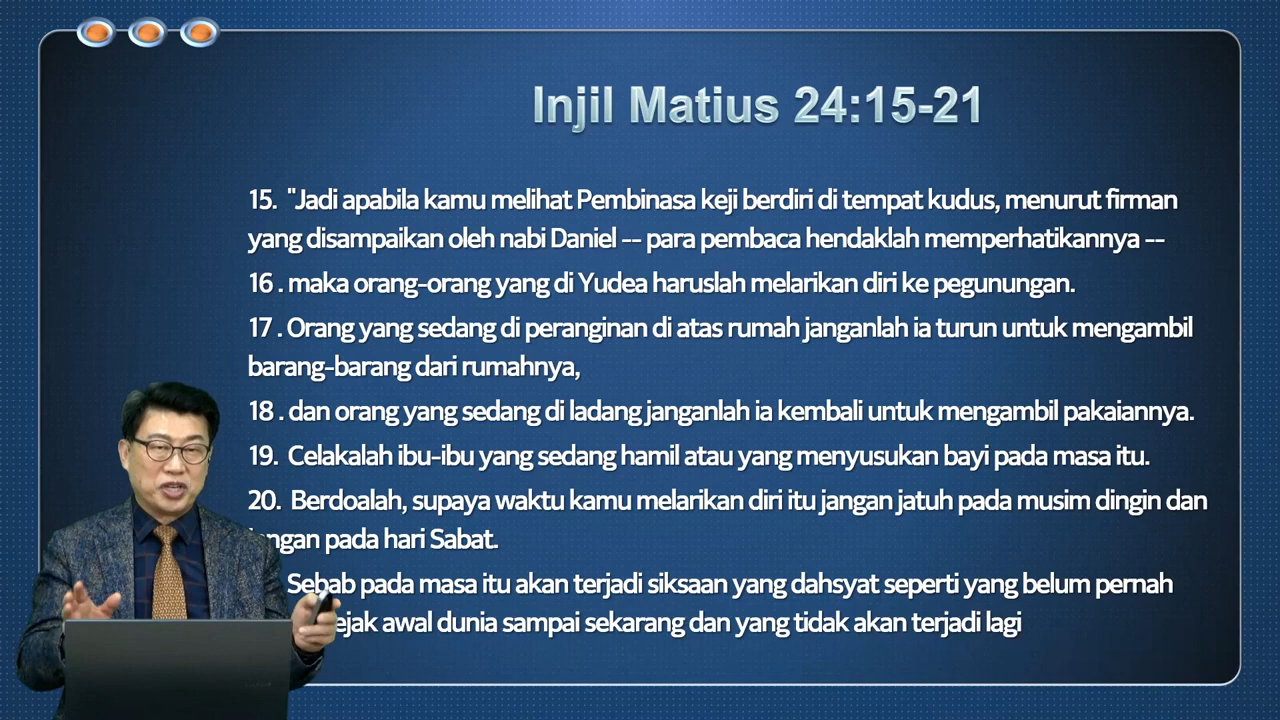 Injil Matius 24:15-21
15. "Jadi apabila kamu melihat Pembinasa keji berdiri di tempat kudus, menurut firman
yang disampaikan oleh nabi Daniel -- para pembaca hendaklah memperhatikannya --
16 . maka orang-orang yang di Yudea haruslah melarikan diri ke pegunungan.
17 . Orang yang sedang di peranginan di atas rumah janganlah ia turun untuk mengambil
barang-barang dari rumahnya,
18 . dan orang yang sedang di ladang janganlah ia kembali untuk mengambil pakaiannya.
19. Celakalah ibu-ibu yang sedang hamil atau yang menyusukan bayi pada masa itu.
20. Berdoalah, supaya waktu kamu melarikan diri itu jangan jatuh pada musim dingin dan
pada hari Sabat.
Sebab pada masa itu akan terjadi siksaan yang dahsyat seperti yang belum pernah
awal dunia sampai sekarang dan yang tidak akan terjadi lagi